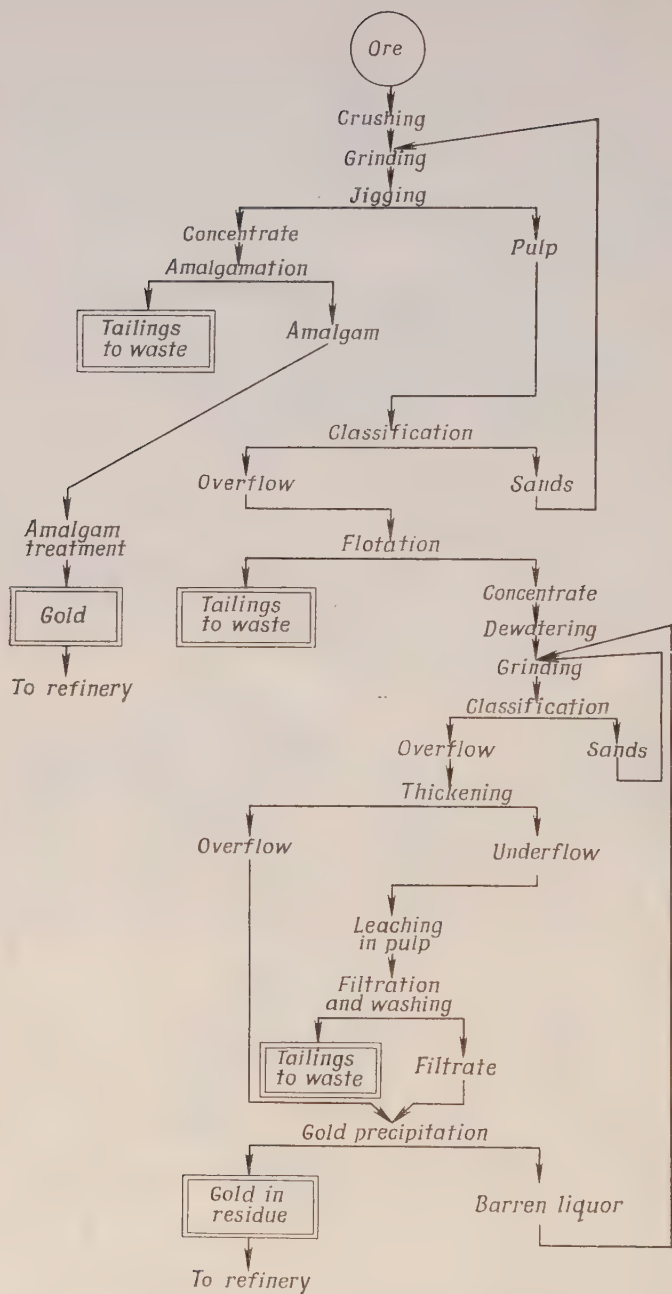 Ore
Crushing
Grinding
Jigging
Concentrate
Pulp
Amalgamation
Tailings
to waste
Amalgam
Classification
Overflow
Sands
Amalgam
treatment
Flotation
Gold
Tailings
to waste
Concentrate
Dewatering
To refinery
Grinding
Classification
Overflow
Sands
Thickening
Overflow
Underflow
Leaching
in pulp
Filtration
and washing
Tailings
to waste
Filtrate
Gold precipitation
Gold in
residue
Barren liquor
To refinery